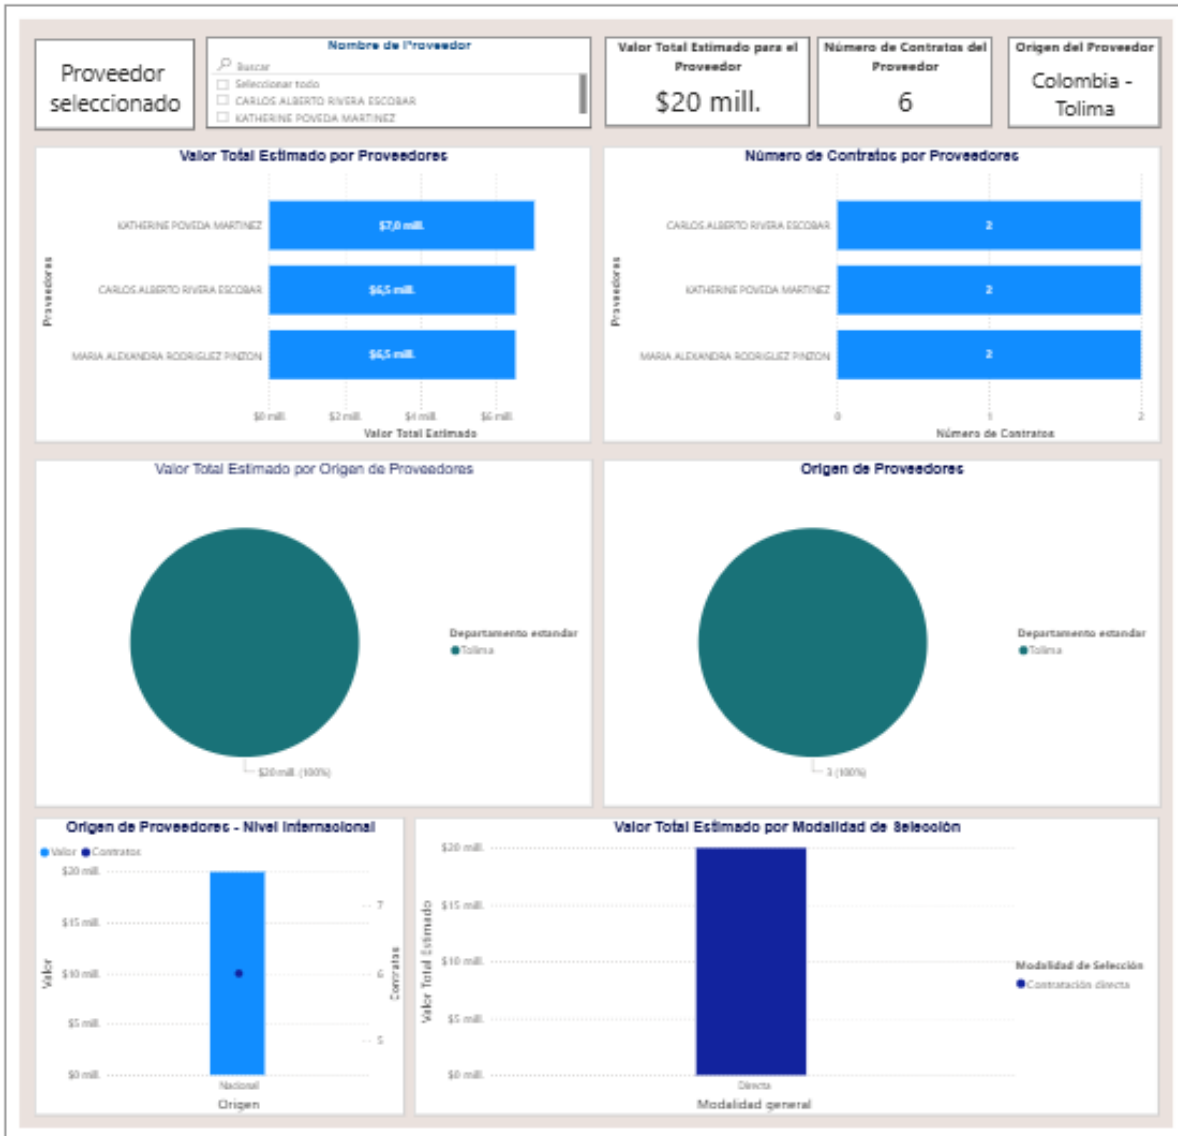 Proveedor
seleccionado
Nombre de Proveedor
Buscar
Seleccionar todo
CARLOS ALBERTO RIVERA ESCOBAR
KATHERINE POVEDA MARTINEZ
Valor Total Estimado para el
Proveedor
$20 mill.
Número de Contratos del
Proveedor
6
Origen del Proveedor
Colombia -
Tolima
Valor Total Estimado por Proveedores
Proveedores
KATHERINE POVEDA MARTINEZ
$7,0 mill.
CARLOS ALBERTO RIVERA ESCOBAR
$6,5 mill.
MARIA ALEXANDRA RODRIGUEZ PINZON
$6,5 mill.
$0 mill. $2 mill. $4 mill. $6 mill.
Valor Total Estimado
Número de Contratos por Proveedores
Proveedores
CARLOS ALBERTO RIVERA ESCOBAR
2
KATHERINE POVEDA MARTINEZ
2
MARIA ALEXANDRA RODRIGUEZ PINZON
2
0 1 2
Número de Contratos
Valor Total Estimado por Origen de Proveedores
Departamento estandar
Tolima
$20 mill. (100%)
Origen de Proveedores
Departamento estandar
Tolima
3 (100%)
Origen de Proveedores - Nivel Internacional
Valor Contratos
$20 mill.
$15 mill.
$10 mill.
$5 mill.
$0 mill.
Valor
7
6
5
Contratos
Nacional
Origen
Valor Total Estimado por Modalidad de Selección
$20 mill.
$15 mill.
$10 mill.
$5 mill.
$0 mill.
Valor Total Estimado
Modalidad de Selección
Contratación directa
Directa
Modalidad general